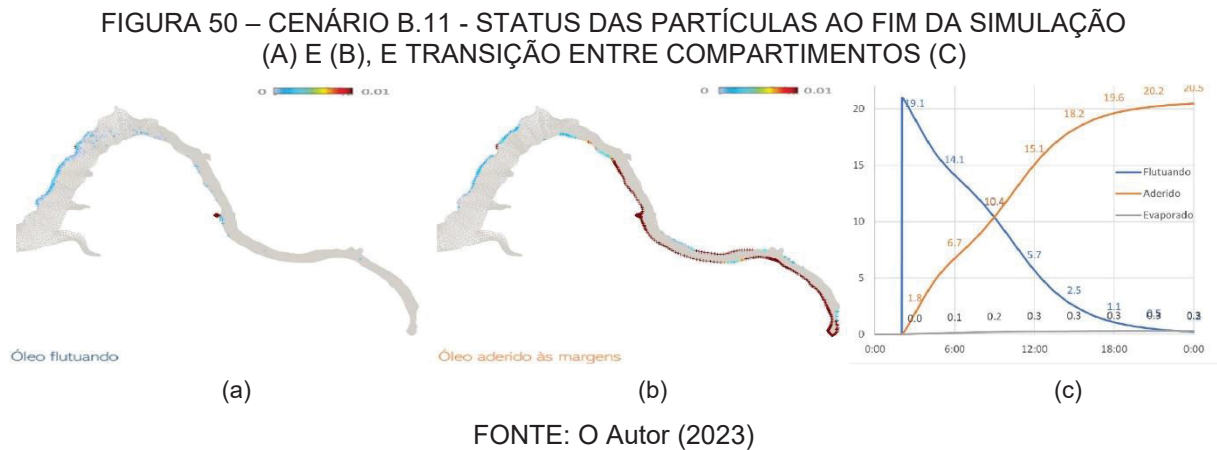 FIGURA 50 – CENÁRIO B.11 - STATUS DAS PARTÍCULAS AO FIM DA SIMULAÇÃO
(A) E (B), E TRANSIÇÃO ENTRE COMPARTIMENTOS (C)
0 0.01
Óleo flutuando
(a)
0 0.01
Óleo aderido às margens
(b)
20
15
10
5
0
0:00 6:00 12:00 18:00 0:00
19.1 14.1 10.4 5.7 2.5 1.1 0.5
1.8 6.7 10.4 15.1 18.2 19.6 20.2 20.5
0.0 0.1 0.2 0.3 0.3 0.3 0.3 0.3
Flutuando
Aderido
Evaporado
(c)
FONTE: O Autor (2023)